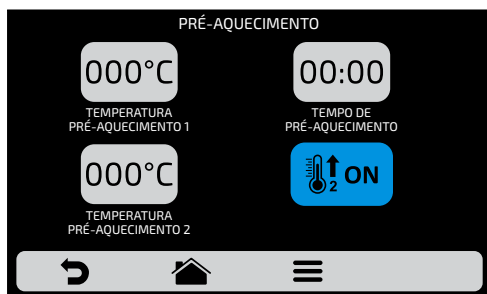 PRÉ-AQUECIMENTO
000°C
TEMPERATURA
PRÉ-AQUECIMENTO 1
00:00
TEMPO DE
PRÉ-AQUECIMENTO
000°C
TEMPERATURA
PRÉ-AQUECIMENTO 2
2 ON